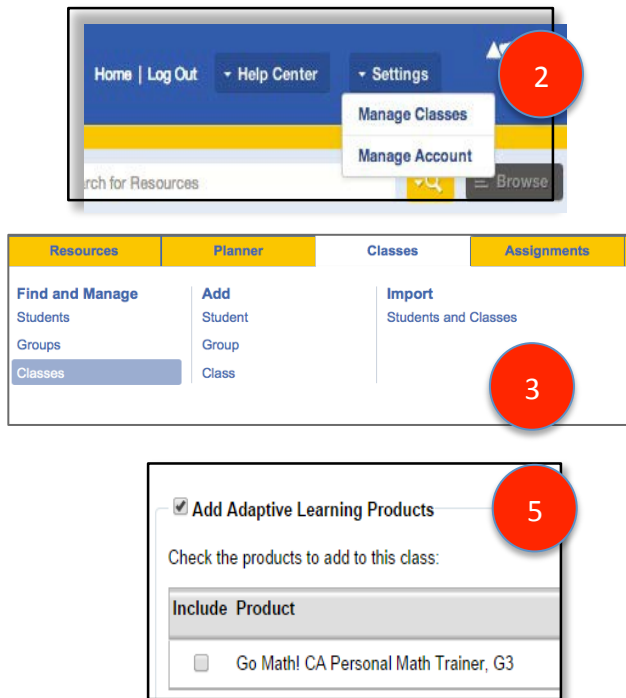 Home | Log Out Help Center Settings
2
Manage Classes
Manage Account
rch for Resources
Browse
Resources Planner Classes Assignments
Find and Manage Add Import
Students Student Students and Classes
Groups Group
Classes Class
3
Add Adaptive Learning Products
5
Check the products to add to this class:
Include Product
Go Math! CA Personal Math Trainer, G3